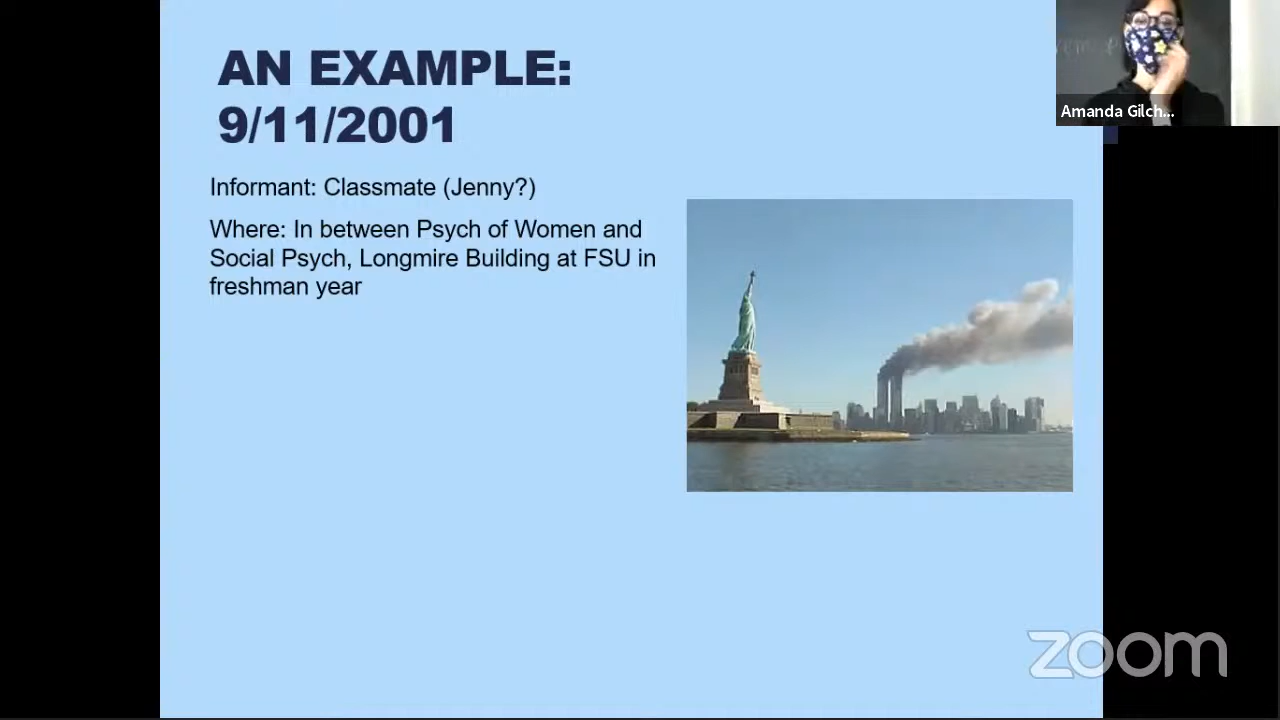 AN EXAMPLE:
9/11/2001
Informant: Classmate (Jenny?)
Where: In between Psych of Women and
Social Psych, Longmire Building at FSU in
freshman year
Amanda Gilch...
zoom